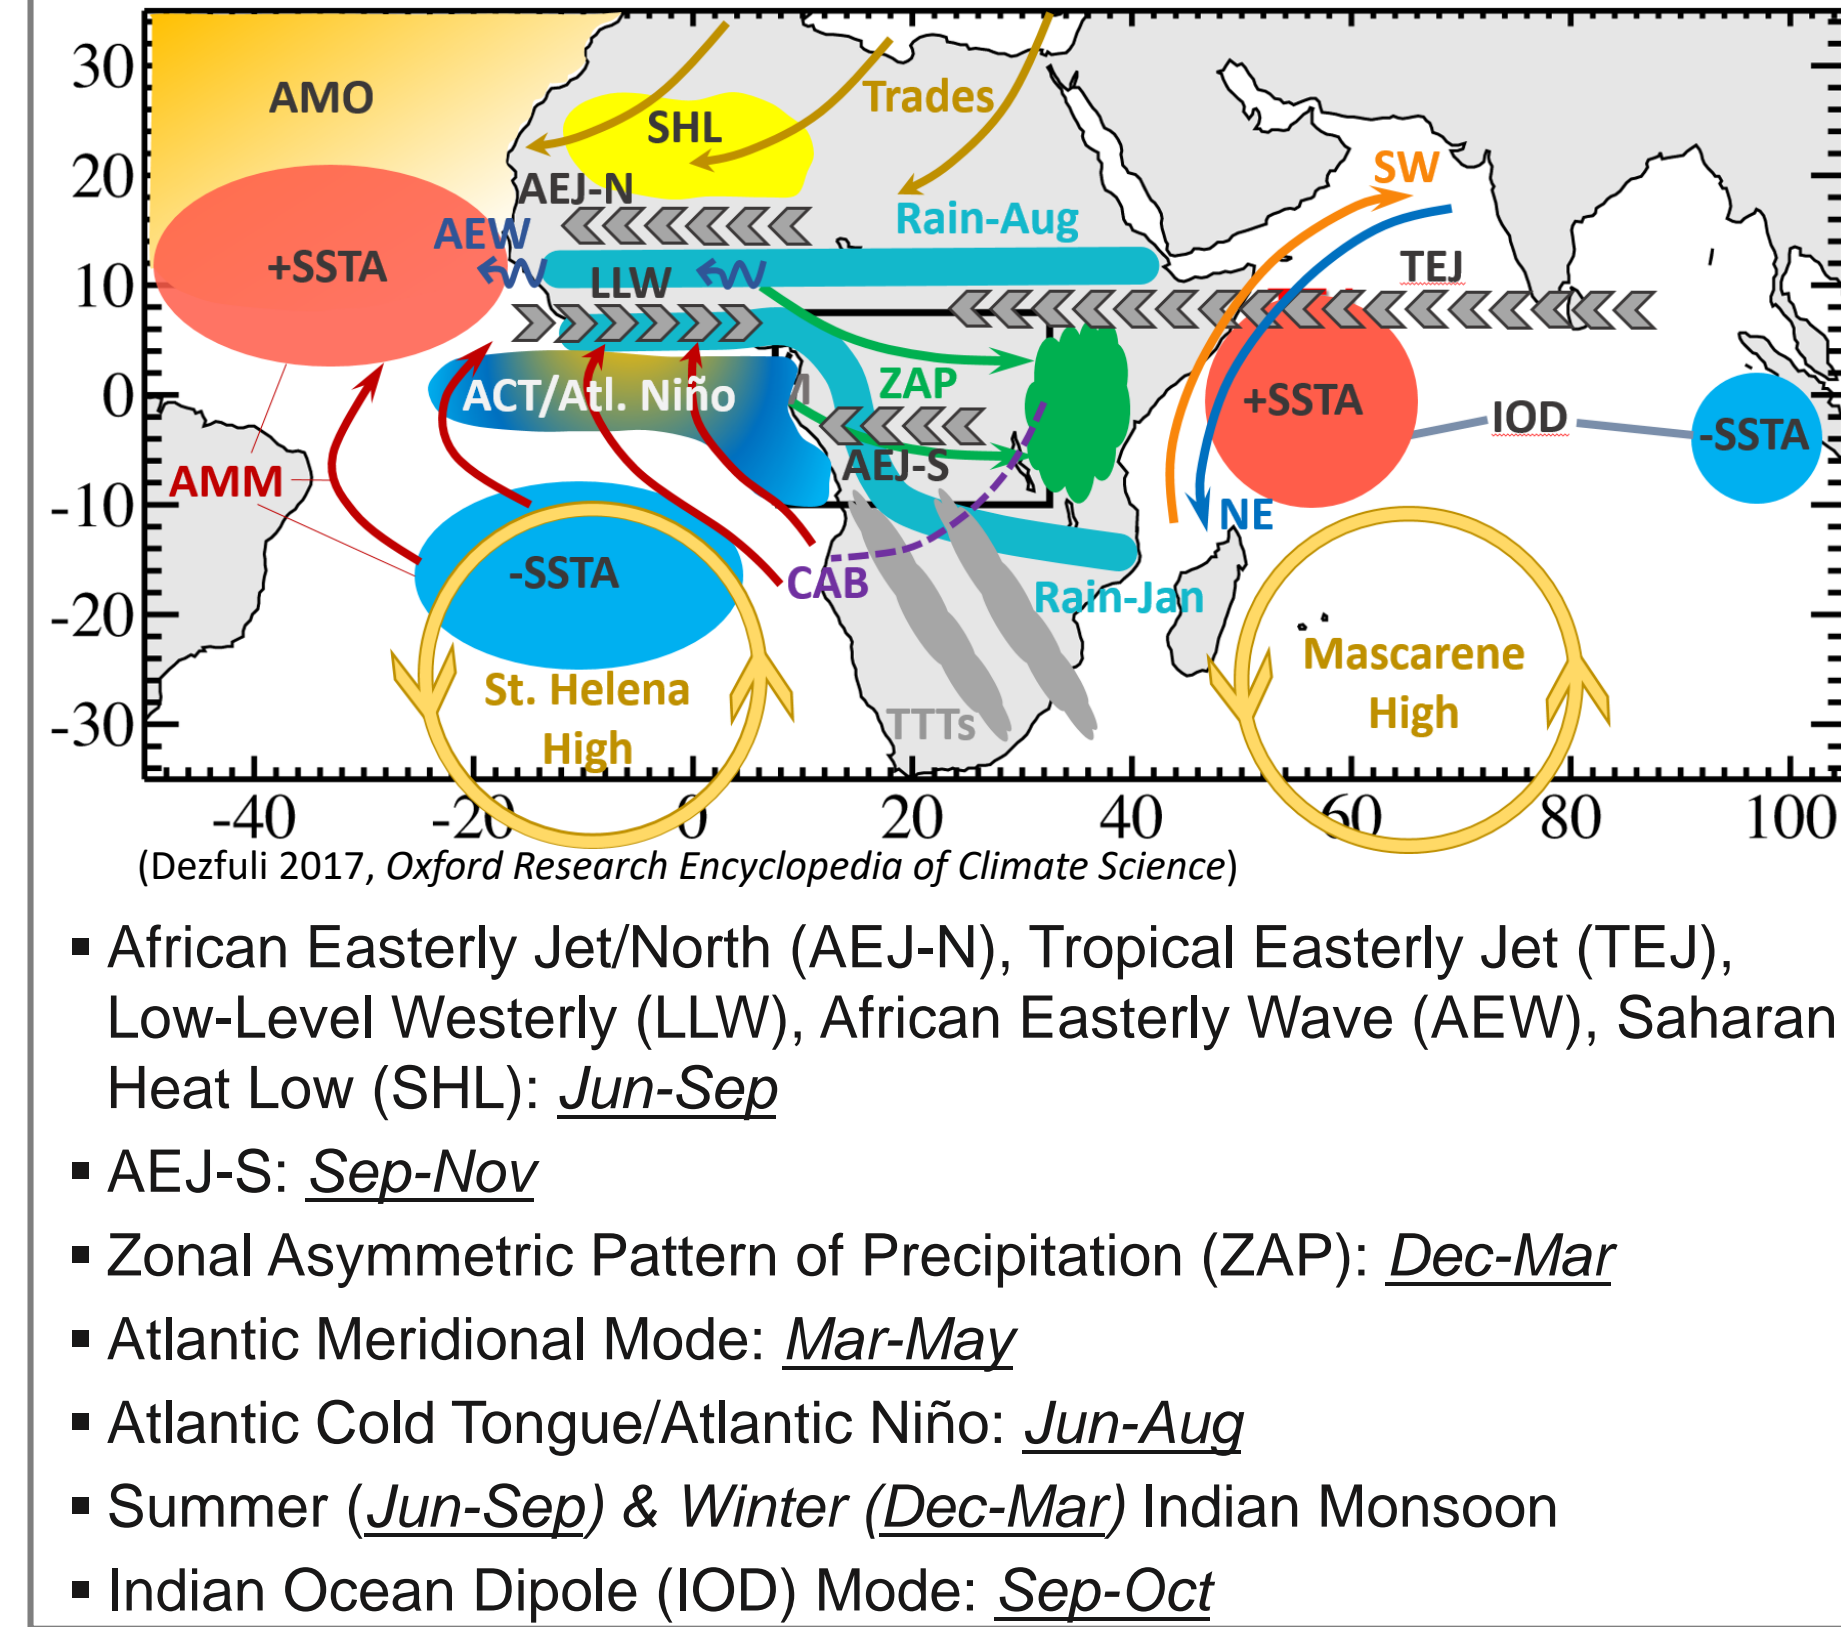 30
20
10
0
-10
-20
-30
AMO
SHL
Trades
AEJ-N
AEW
Rain-Aug
SW
+SSTA
LLW
TEJ
ACT/Atl. Niño
ZAP
+SSTA
IOD
-SSTA
AEJ-S
AMM
NE
-SSTA
CAB
Rain-Jan
St. Helena
High
TTTs
Mascarene
High
-40 -20 0 20 40 60 80 100
(Dezfuli 2017, Oxford Research Encyclopedia of Climate Science)
▪ African Easterly Jet/North (AEJ-N), Tropical Easterly Jet (TEJ),
Low-Level Westerly (LLW), African Easterly Wave (AEW), Saharan
Heat Low (SHL): Jun-Sep
▪ AEJ-S: Sep-Nov
▪ Zonal Asymmetric Pattern of Precipitation (ZAP): Dec-Mar
▪ Atlantic Meridional Mode: Mar-May
▪ Atlantic Cold Tongue/Atlantic Niño: Jun-Aug
▪ Summer (Jun-Sep) & Winter (Dec-Mar) Indian Monsoon
▪ Indian Ocean Dipole (IOD) Mode: Sep-Oct